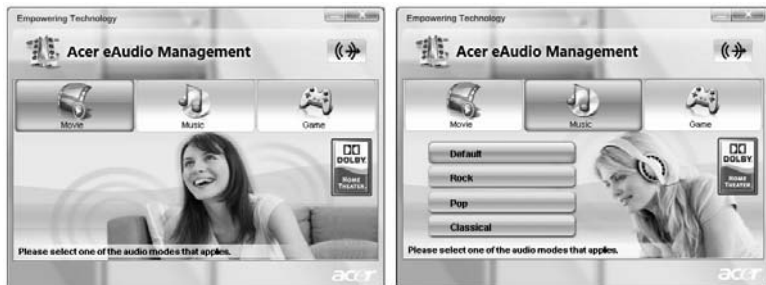 Empowering Technology
Acer eAudio Management
Movie
Music
Game
DOLBY
HOME
THEATER
Please select one of the audio modes that applies.
acer
Empowering Technology
Acer eAudio Management
Movie
Music
Game
Default
Rock
Pop
Classical
DOLBY
HOME
THEATER
Please select one of the audio modes that applies.
acer